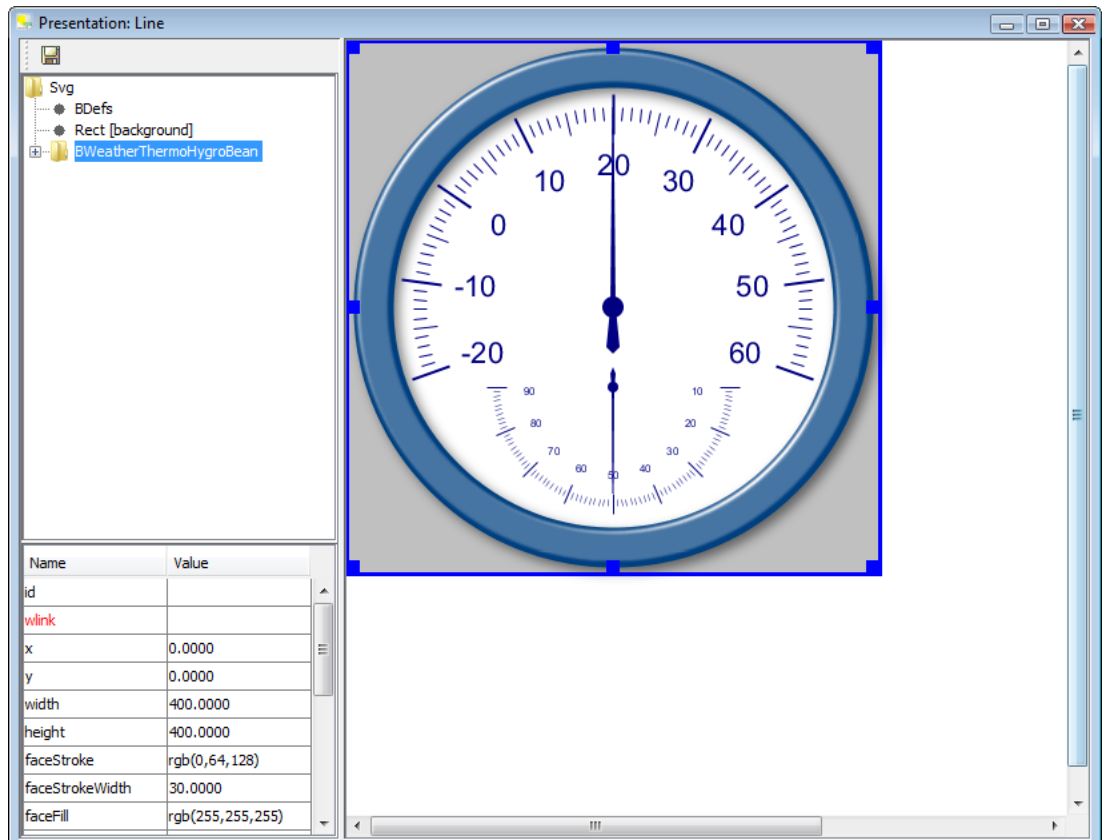 Presentation: Line
Svg
BDefs
Rect [background]
BWeatherThermoHygroBean
Name Value
id
wlink
x 0.0000
y 0.0000
width 400.0000
height 400.0000
faceStroke rgb(0,64,128)
faceStrokeWidth 30.0000
faceFill rgb(255,255,255)
20
10 30
0 40
-10 50
-20 60
90 10
80 20
70 30
60 50 40